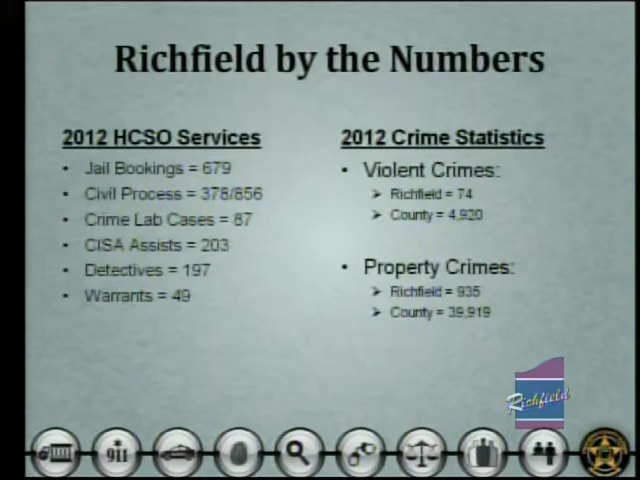 Richfield by the Numbers
2012 HCSO Services
• Jail Bookings = 679
• Civil Process = 378/856
• Crime Lab Cases = 87
• CISA Assists = 203
• Detectives = 197
• Warrants = 49
2012 Crime Statistics
• Violent Crimes:
➢ Richfield = 74
➢ County = 4,920
• Property Crimes:
➢ Richfield = 935
➢ County = 39,919
Richfield
911